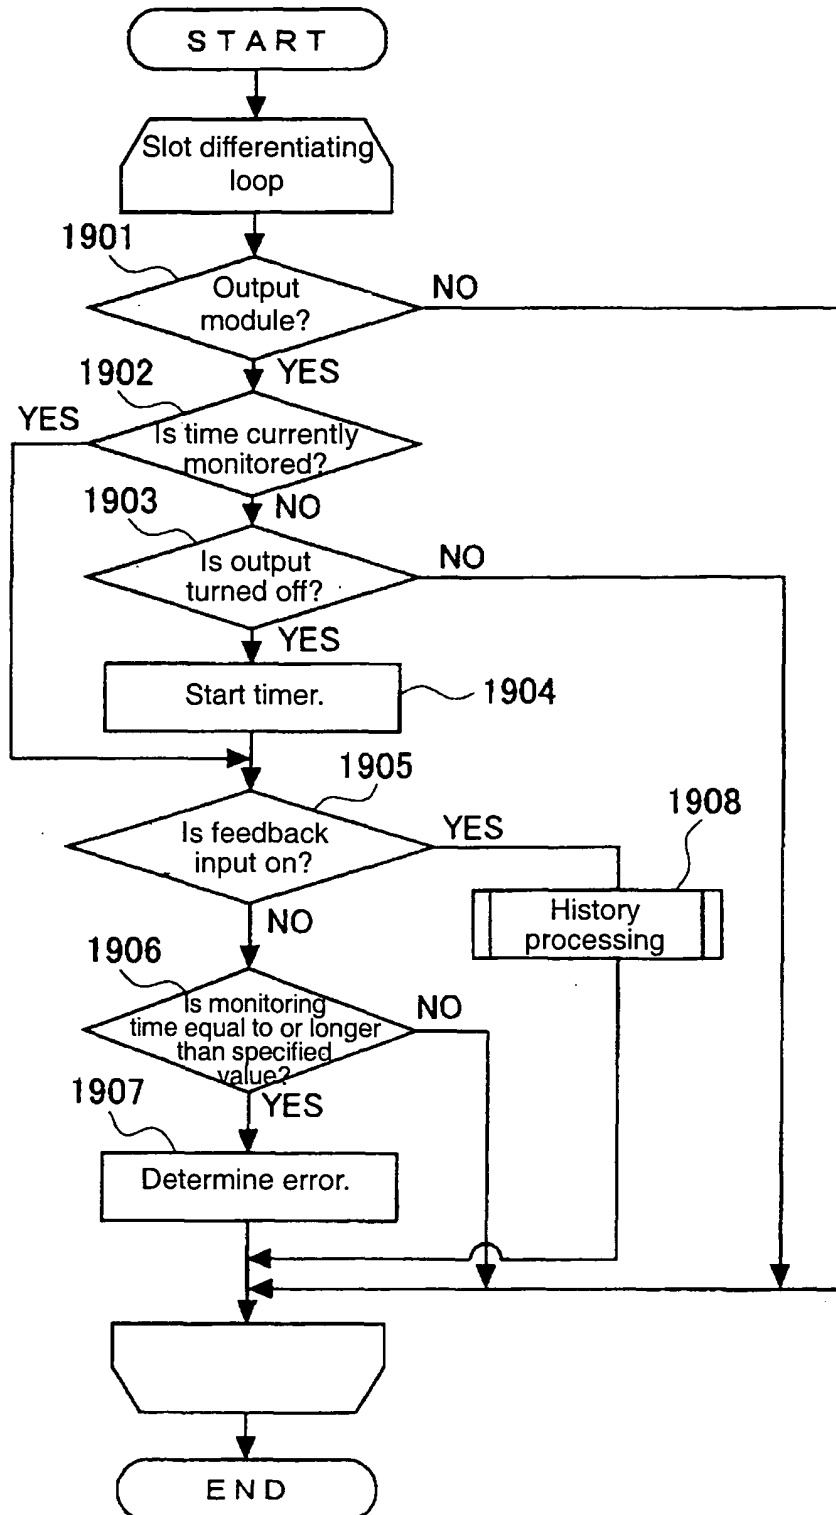 START
Slot differentiating
loop
1901
Output
module?
NO
YES
1902
YES
Is time currently
monitored?
NO
1903
Is output
turned off?
NO
YES
Start timer.
1904
1905
Is feedback
input on?
YES
1908
History
processing
NO
1906
Is monitoring
time equal to or longer
than specified
value?
NO
YES
1907
Determine error.
END